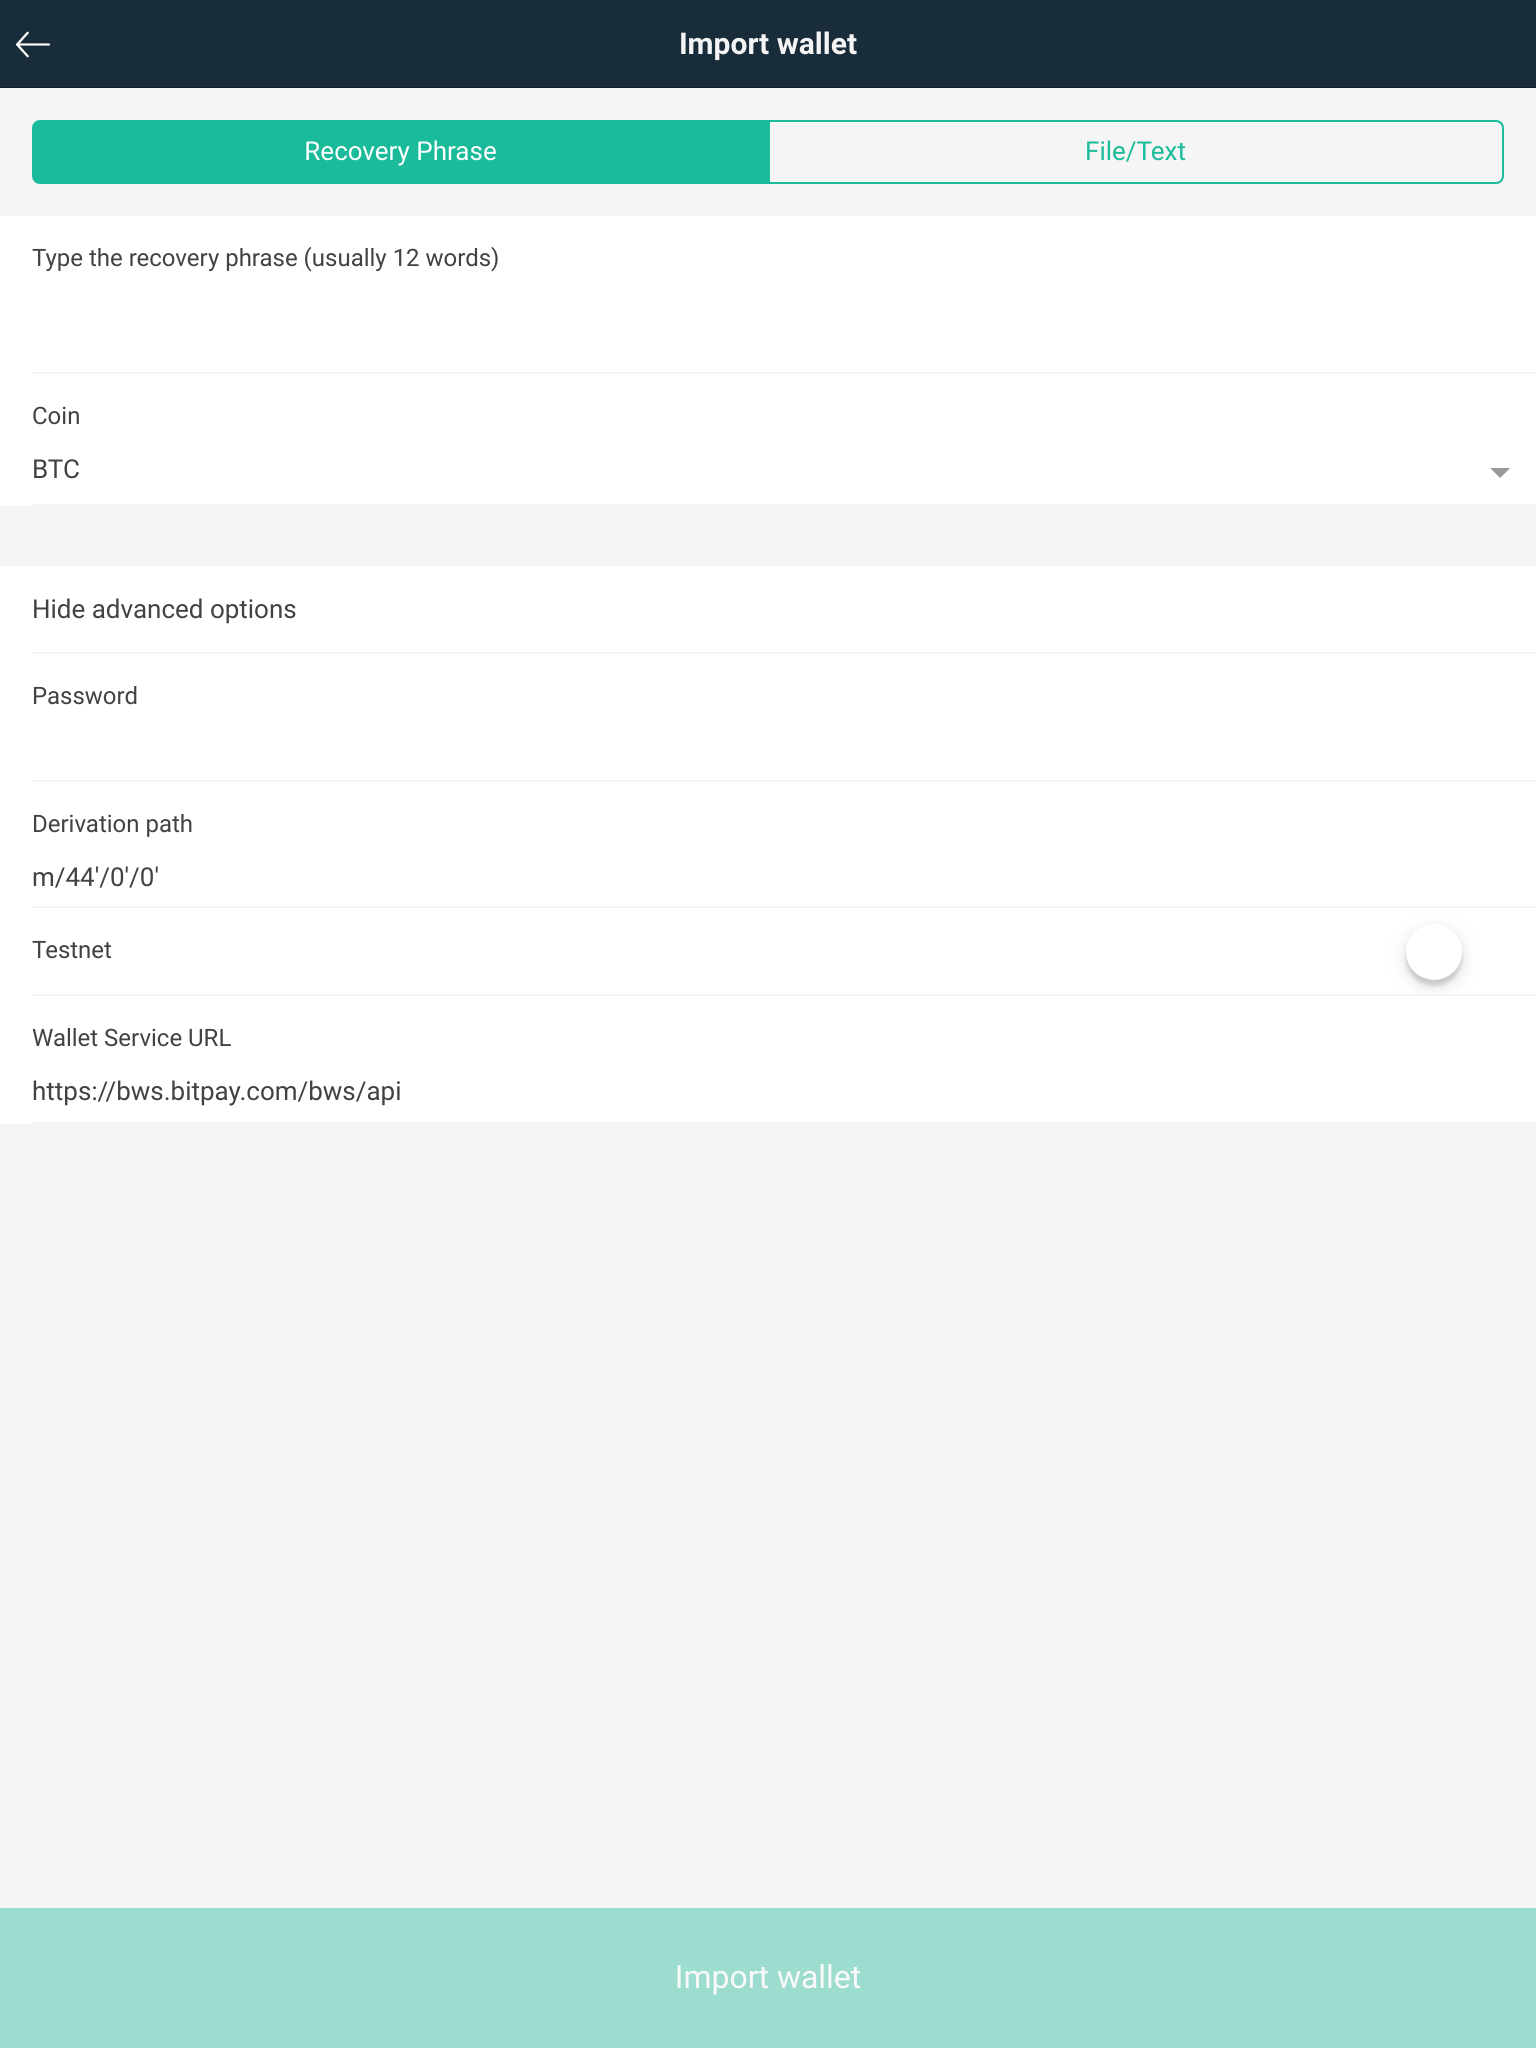 Import wallet
Recovery Phrase
File/Text
Type the recovery phrase (usually 12 words)
Coin
BTC
Hide advanced options
Password
Derivation path
m/44'/0'/0'
Testnet
Wallet Service URL
https://bws.bitpay.com/bws/api
Import wallet